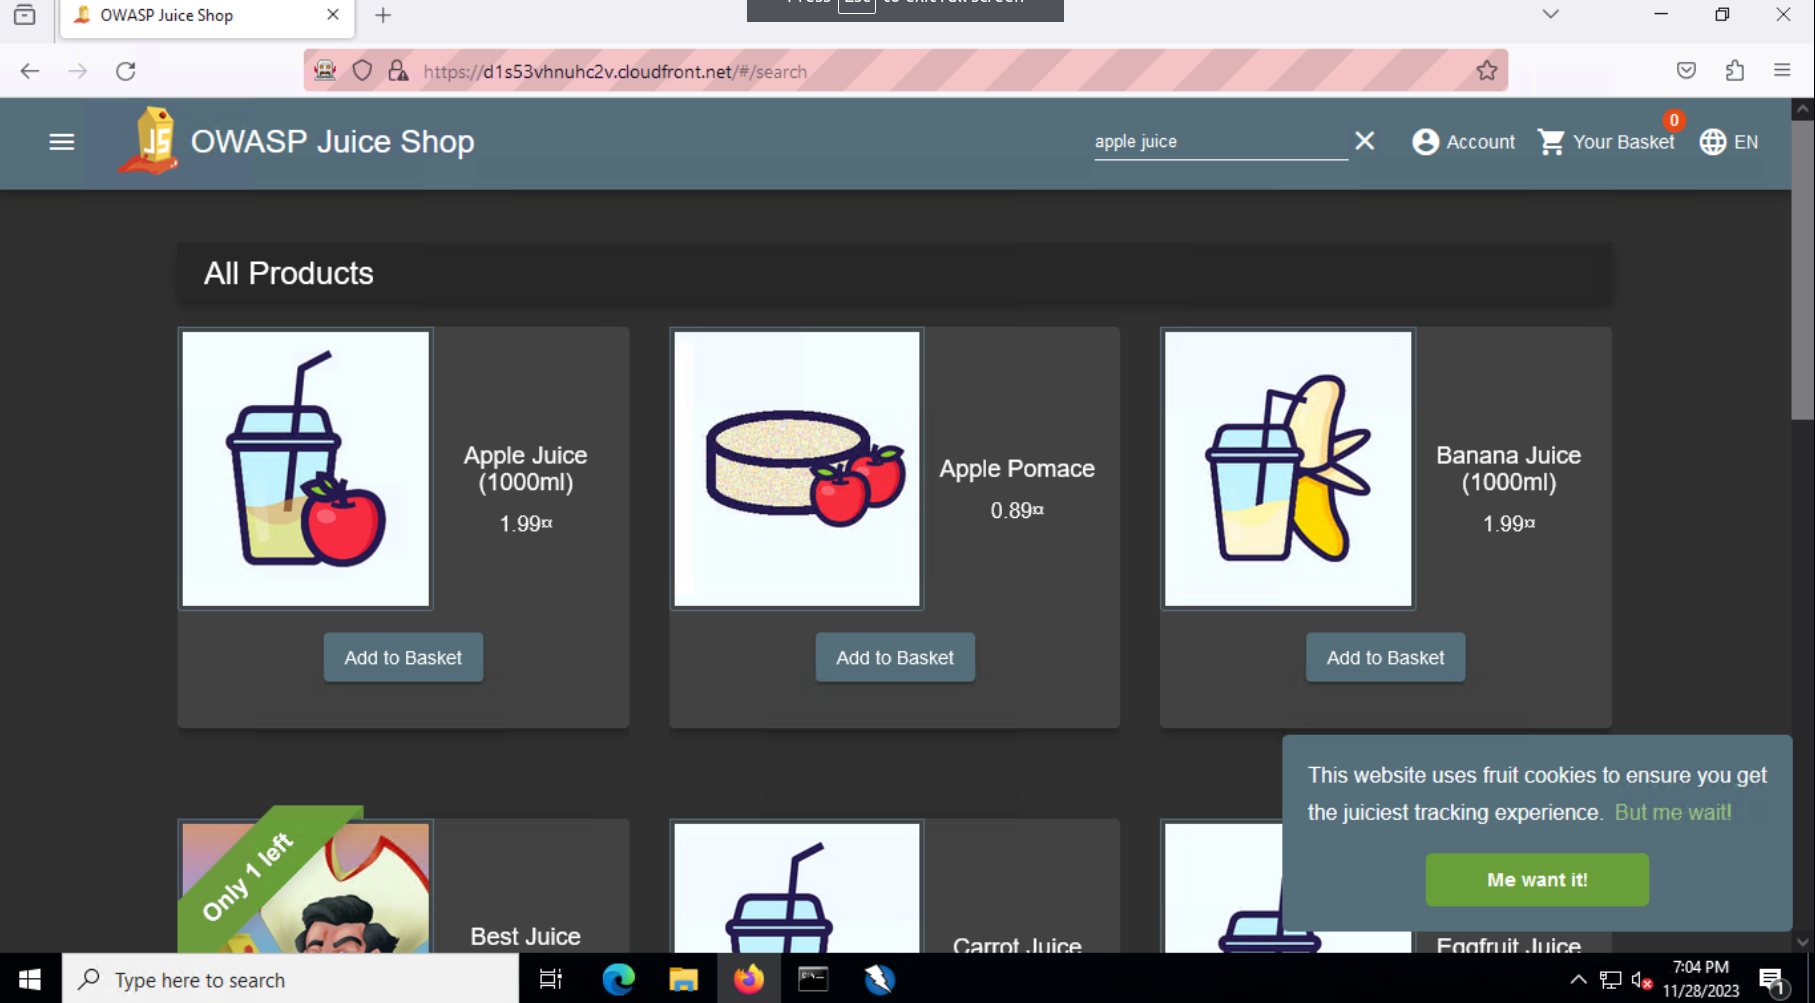 OWASP Juice Shop
Press Esc to exit full screen
https://d1s53vhnuhc2v.cloudfront.net/#/search
JS
OWASP Juice Shop
apple juice
Account
0
Your Basket
EN
All Products
Apple Juice
(1000ml)
1.99¤
Add to Basket
Apple Pomace
0.89¤
Add to Basket
Banana Juice
(1000ml)
1.99¤
Add to Basket
Only 1 left
Best Juice
Carrot Juice
Eggfruit Juice
This website uses fruit cookies to ensure you get
the juiciest tracking experience. But me wait!
Me want it!
Type here to search
7:04 PM
11/28/2023
1